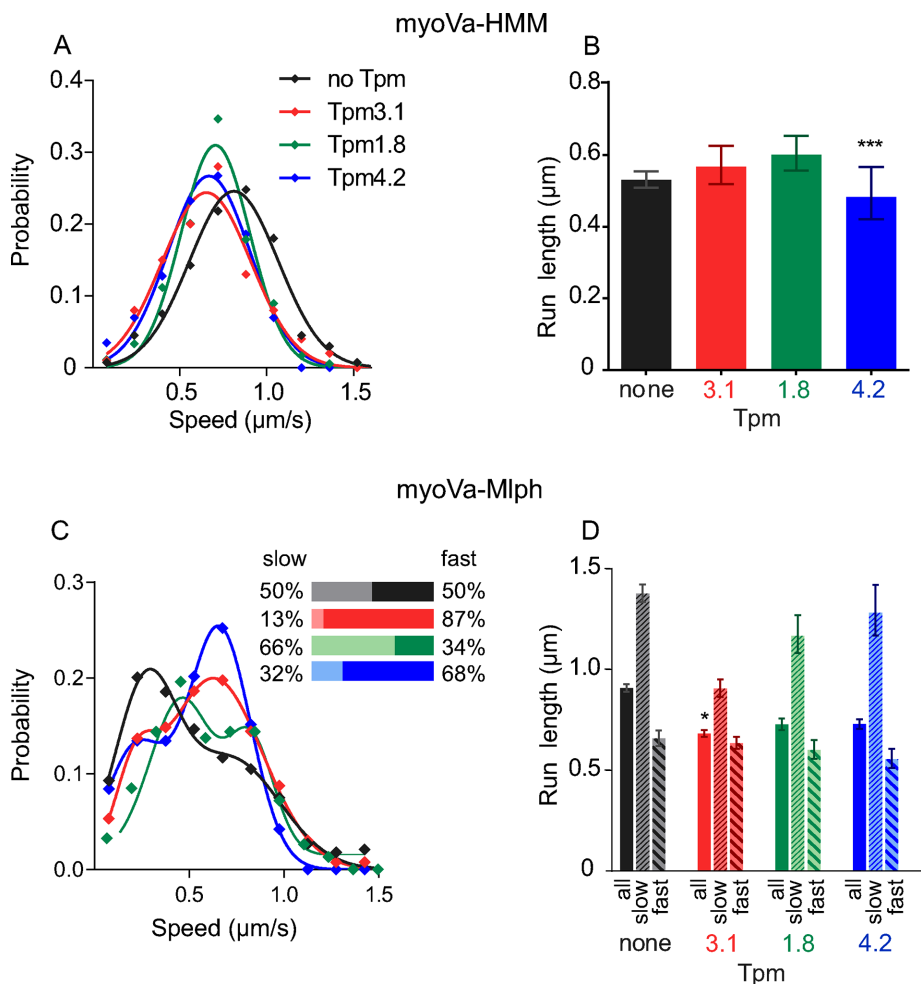 myoVa-HMM
A
no Tpm
Tpm3.1
Tpm1.8
Tpm4.2
Probability
0.4
0.3
0.2
0.1
0
0.5
1.0
1.5
Speed (µm/s)
B
***
Run length (µm)
0.8
0.6
0.4
0.2
0
none 3.1 1.8 4.2
Tpm
myoVa-Mlph
C
slow fast
50% 50%
13% 87%
66% 34%
32% 68%
Probability
0.3
0.2
0.1
0.0
0.5 1.0 1.5
Speed (µm/s)
D
*
Run length (µm)
1.5
1.0
0.5
0
all slow fast all slow fast all slow fast all slow fast
none 3.1 1.8 4.2
Tpm